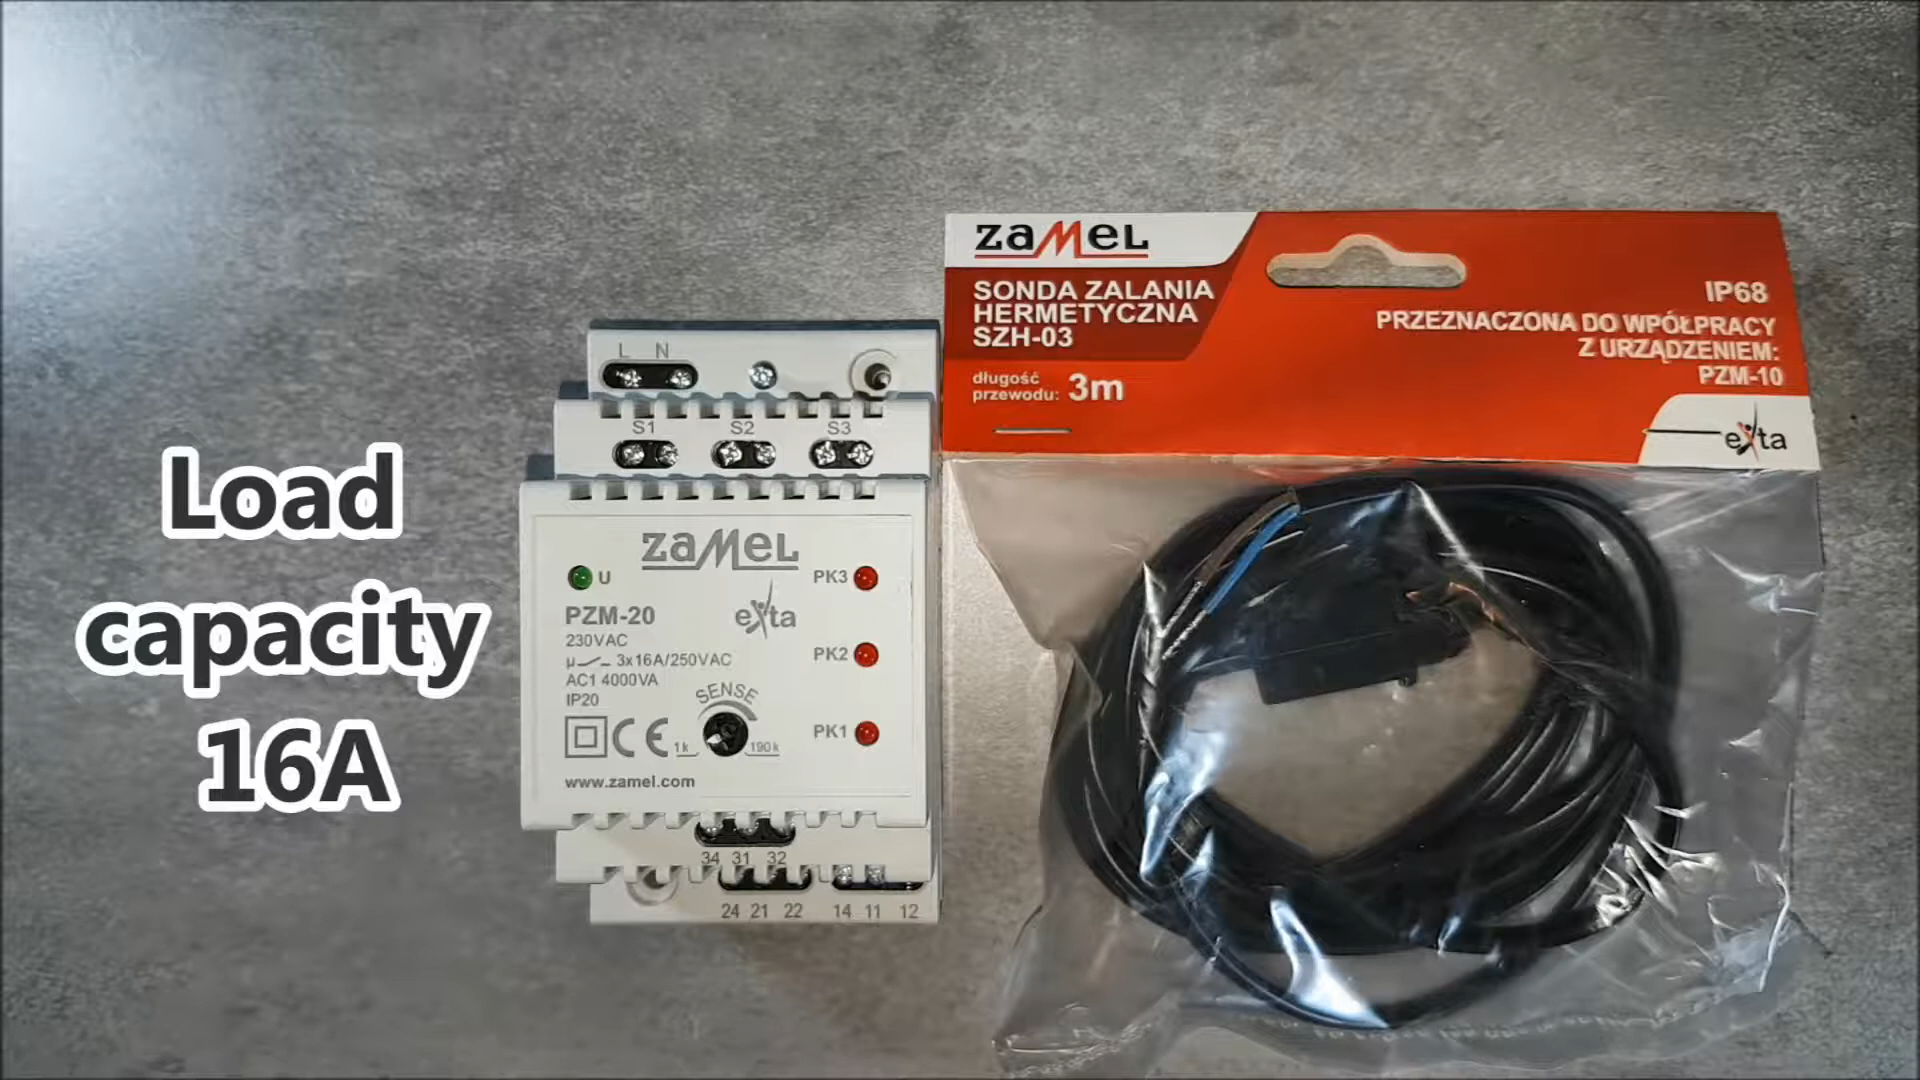 Load
capacity
16A
L N
S1 S2 S3
ZAMEL
U
PK3
PZM-20
exta
230VAC
µ 3x16A/250VAC
PK2
AC1 4000VA
IP20
SENSE
CE
1k 190k
PK1
www.zamel.com
34 31 32
24 21 22 14 11 12
ZAMEL
SONDA ZALANIA
HERMETYCZNA
SZH-03
długość
przewodu: 3m
IP68
PRZEZNACZONA DO WPÓŁPRACY
Z URZĄDZENIEM:
PZM-10
exta